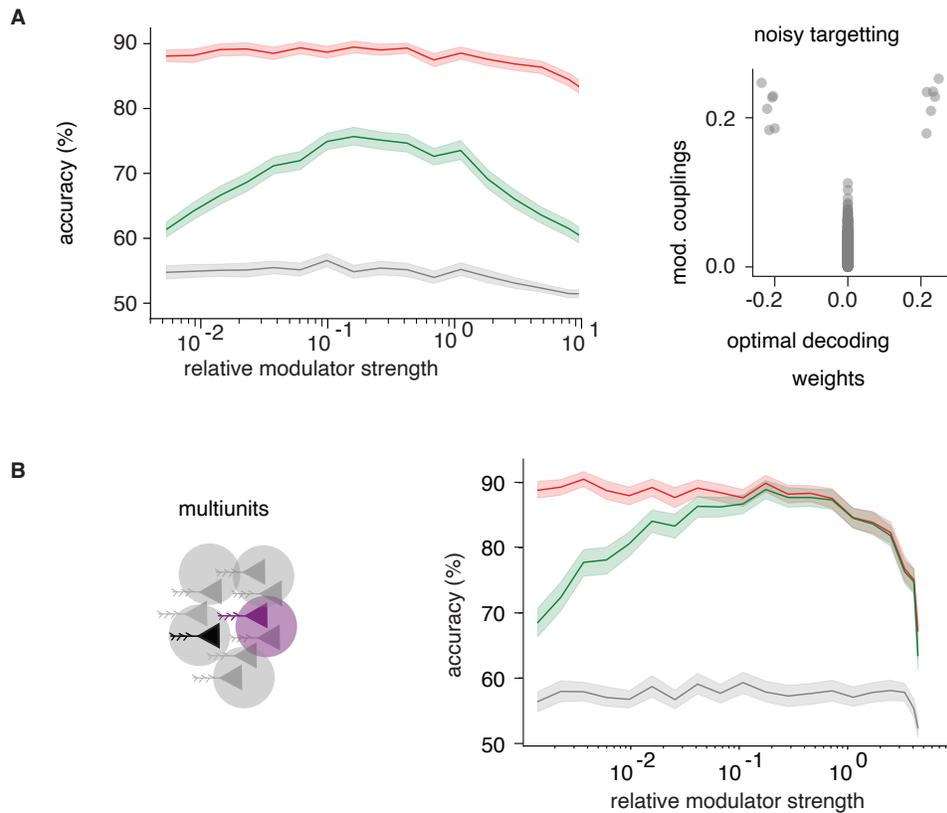 A
90
80
70
60
50
accuracy (%)
10^-2
10^-1
10^0
10^1
relative modulator strength
noisy targetting
0.2
0.0
mod. couplings
-0.2
0.0
0.2
optimal decoding
weights
B
multiunits
90
80
70
60
50
accuracy (%)
10^-2
10^-1
10^0
relative modulator strength